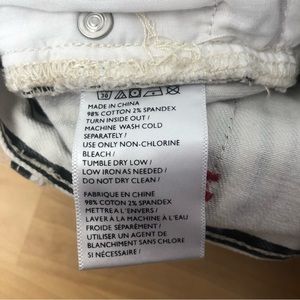 30
MADE IN CHINA
98% COTTON 2% SPANDEX
TURN INSIDE OUT /
MACHINE WASH COLD
SEPARATELY /
USE ONLY NON-CHLORINE
BLEACH /
TUMBLE DRY LOW /
LOW IRON AS NEEDED /
DO NOT DRY CLEAN /
FABRIQUE EN CHINE
98% COTON 2% SPANDEX
METTRE A L'ENVERS /
LAVER À LA MACHINE À L'EAU
FROIDE SÉPARÉMENT /
UTILISER UN AGENT DE
BLANCHIMENT SANS CHLORE
SI NÉCESSAIRE /